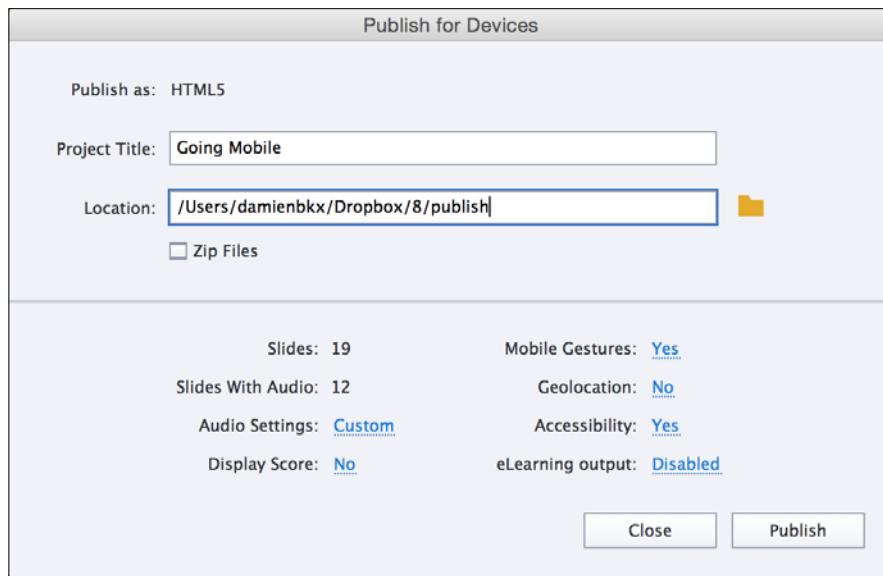 Publish for Devices
Publish as: HTML5
Project Title: Going Mobile
Location: /Users/damienbkx/Dropbox/8/publish
Zip Files
Slides: 19 Mobile Gestures: Yes
Slides With Audio: 12 Geolocation: No
Audio Settings: Custom Accessibility: Yes
Display Score: No eLearning output: Disabled
Close Publish